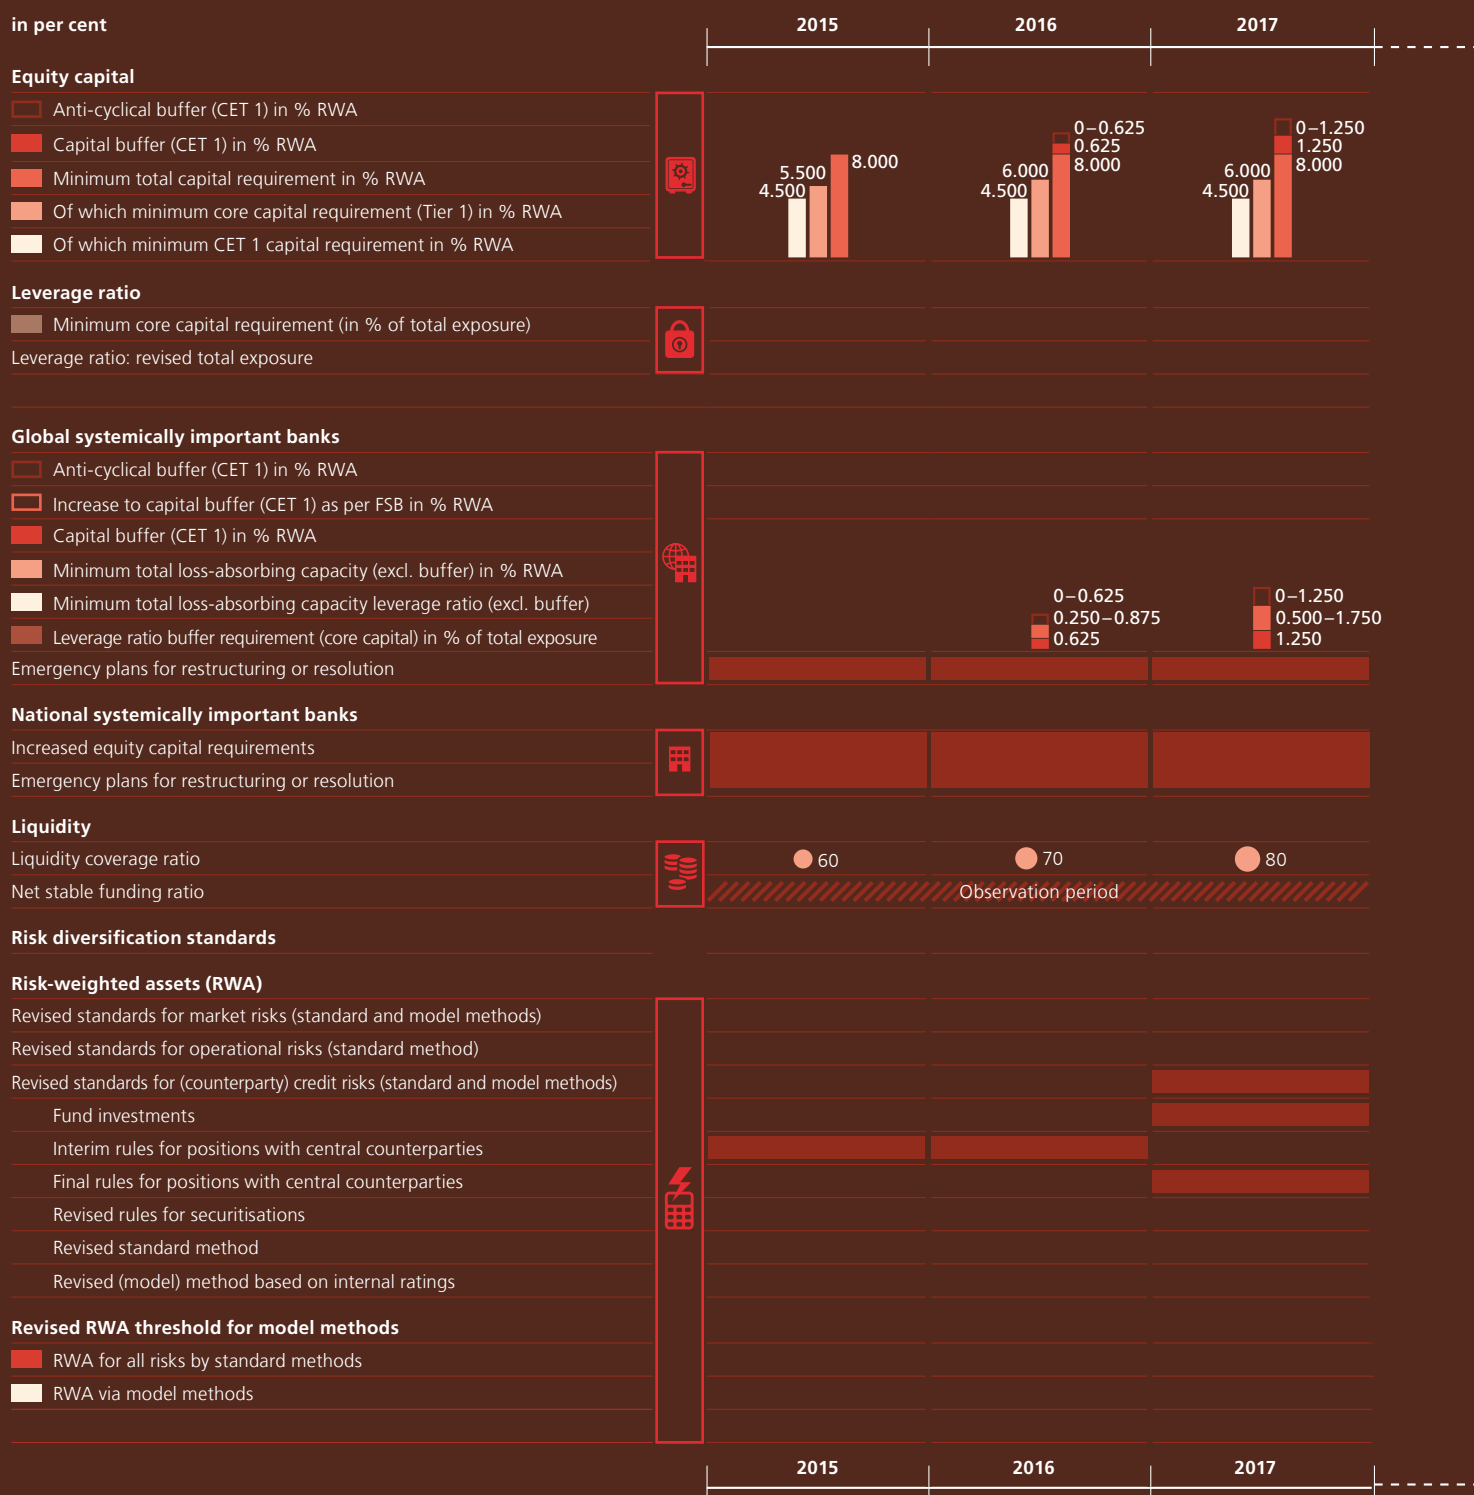 in per cent
2015 2016 2017
Equity capital
Anti-cyclical buffer (CET 1) in % RWA
Capital buffer (CET 1) in % RWA
Minimum total capital requirement in % RWA
Of which minimum core capital requirement (Tier 1) in % RWA
Of which minimum CET 1 capital requirement in % RWA
4.500 5.500 8.000
4.500 6.000 0–0.625
0.625
8.000
4.500 6.000 0–1.250
1.250
8.000
Leverage ratio
Minimum core capital requirement (in % of total exposure)
Leverage ratio: revised total exposure
Global systemically important banks
Anti-cyclical buffer (CET 1) in % RWA
Increase to capital buffer (CET 1) as per FSB in % RWA
Capital buffer (CET 1) in % RWA
Minimum total loss-absorbing capacity (excl. buffer) in % RWA
Minimum total loss-absorbing capacity leverage ratio (excl. buffer)
Leverage ratio buffer requirement (core capital) in % of total exposure
0–0.625
0.250–0.875
0.625
0–1.250
0.500–1.750
1.250
Emergency plans for restructuring or resolution
National systemically important banks
Increased equity capital requirements
Emergency plans for restructuring or resolution
Liquidity
Liquidity coverage ratio 60 70 80
Net stable funding ratio Observation period
Risk diversification standards
Risk-weighted assets (RWA)
Revised standards for market risks (standard and model methods)
Revised standards for operational risks (standard method)
Revised standards for (counterparty) credit risks (standard and model methods)
Fund investments
Interim rules for positions with central counterparties
Final rules for positions with central counterparties
Revised rules for securitisations
Revised standard method
Revised (model) method based on internal ratings
Revised RWA threshold for model methods
RWA for all risks by standard methods
RWA via model methods
2015 2016 2017